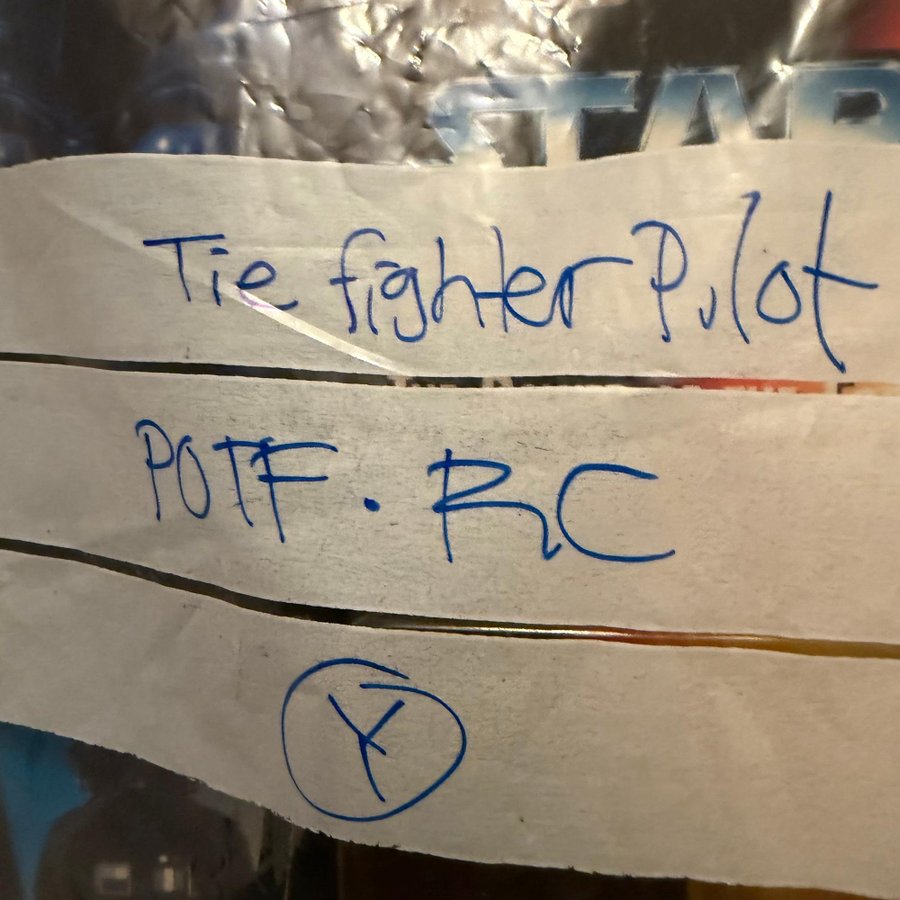 STAR
Tie fighter Pilot
POTF . RC
Y